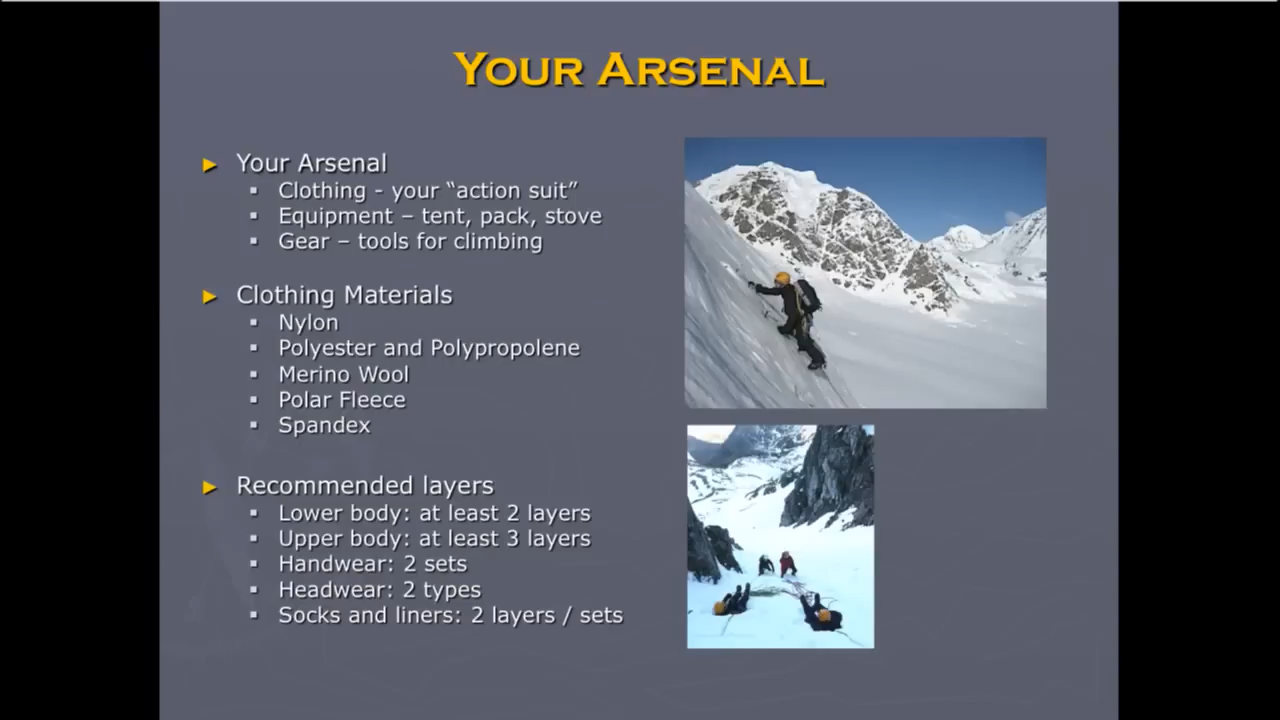 YOUR ARSENAL
► Your Arsenal
▪ Clothing - your “action suit”
▪ Equipment – tent, pack, stove
▪ Gear – tools for climbing
► Clothing Materials
▪ Nylon
▪ Polyester and Polypropolene
▪ Merino Wool
▪ Polar Fleece
▪ Spandex
► Recommended layers
▪ Lower body: at least 2 layers
▪ Upper body: at least 3 layers
▪ Handwear: 2 sets
▪ Headwear: 2 types
▪ Socks and liners: 2 layers / sets